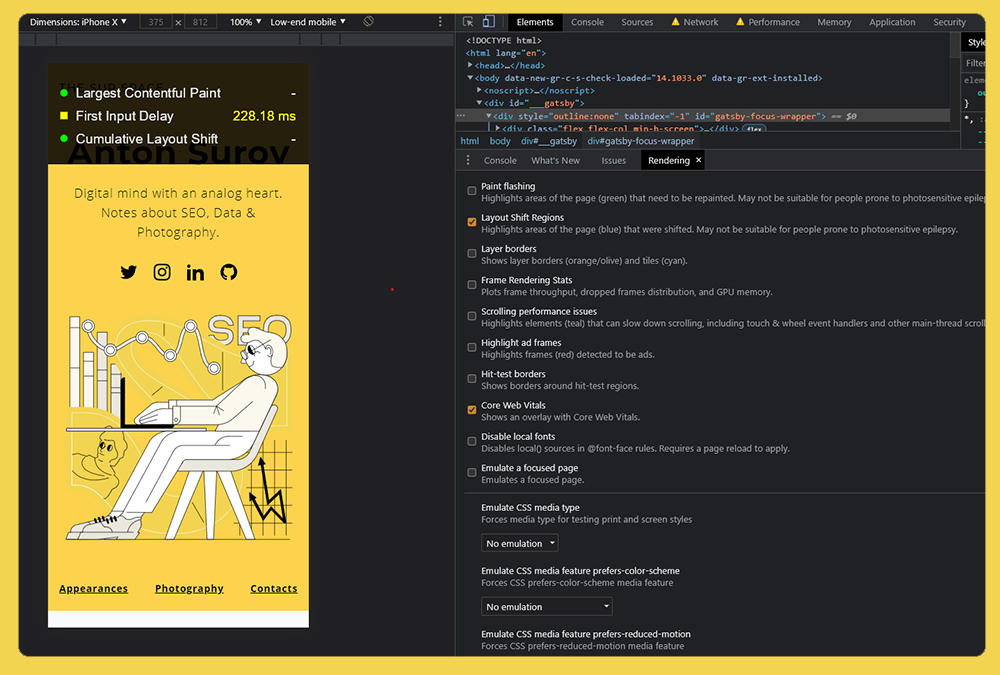 Dimensions: iPhone X ▼ 375 × 812 100% ▼ Low-end mobile ▼
Elements Console Sources Network Performance Memory Application Security
Largest Contentful Paint -
First Input Delay 228.18 ms
Cumulative Layout Shift -
Anton Surov
Digital mind with an analog heart.
Notes about SEO, Data &
Photography.
SEO
Appearances Photography Contacts
<!DOCTYPE html>
<html lang="en">
▶<head>…</head>
▼<body data-new-gr-c-s-check-loaded="14.1033.0" data-gr-ext-installed>
▶<noscript>…</noscript>
▼<div id="___gatsby">
… ▼<div style="outline:none" tabindex="-1" id="gatsby-focus-wrapper"> == $0
▶<div class="flex flex-col min-h-screen">…</div> flex
html body div#___gatsby div#gatsby-focus-wrapper
Style
Filter
eleme
ou
}
*, :
Console What's New Issues Rendering ×
Paint flashing
Highlights areas of the page (green) that need to be repainted. May not be suitable for people prone to photosensitive epilep
Layout Shift Regions
Highlights areas of the page (blue) that were shifted. May not be suitable for people prone to photosensitive epilepsy.
Layer borders
Shows layer borders (orange/olive) and tiles (cyan).
Frame Rendering Stats
Plots frame throughput, dropped frames distribution, and GPU memory.
Scrolling performance issues
Highlights elements (teal) that can slow down scrolling, including touch & wheel event handlers and other main-thread scroll
Highlight ad frames
Highlights frames (red) detected to be ads.
Hit-test borders
Shows borders around hit-test regions.
Core Web Vitals
Shows an overlay with Core Web Vitals.
Disable local fonts
Disables local() sources in @font-face rules. Requires a page reload to apply.
Emulate a focused page
Emulates a focused page.
Emulate CSS media type
Forces media type for testing print and screen styles
No emulation
Emulate CSS media feature prefers-color-scheme
Forces CSS prefers-color-scheme media feature
No emulation
Emulate CSS media feature prefers-reduced-motion
Forces CSS prefers-reduced-motion media feature